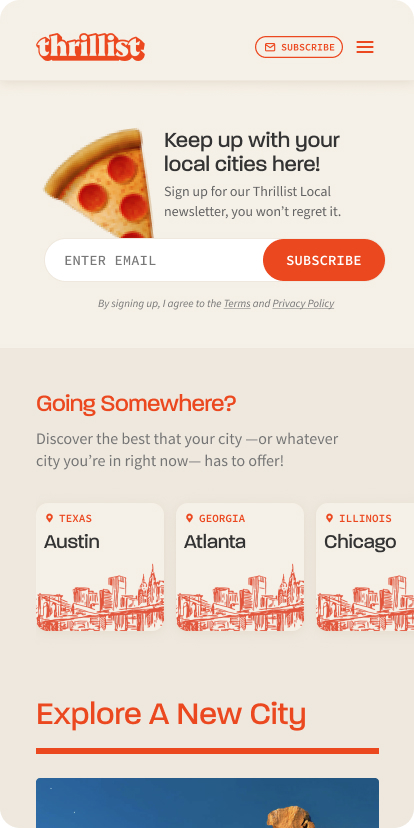 thrillist
SUBSCRIBE
Keep up with your
local cities here!
Sign up for our Thrillist Local
newsletter, you won’t regret it.
ENTER EMAIL
SUBSCRIBE
By signing up, I agree to the Terms and Privacy Policy
Going Somewhere?
Discover the best that your city —or whatever
city you’re in right now— has to offer!
TEXAS
Austin
GEORGIA
Atlanta
ILLINOIS
Chicago
Explore A New City